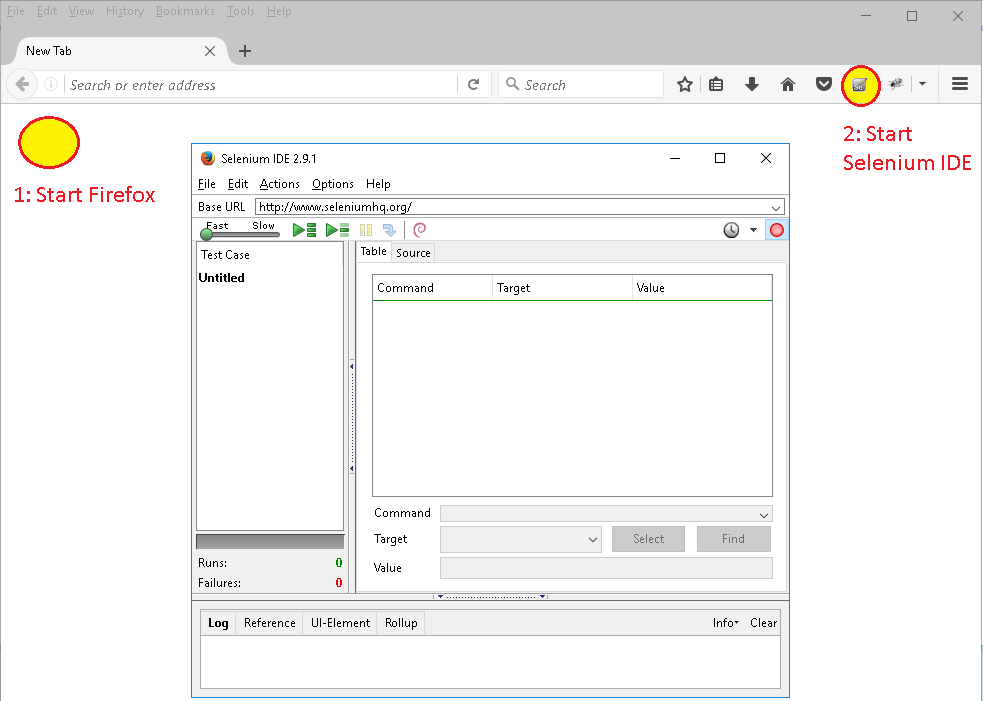 File Edit View History Bookmarks Tools Help
New Tab
Search or enter address
Search
Se
1: Start Firefox
2: Start
Selenium IDE
Selenium IDE 2.9.1
File Edit Actions Options Help
Base URL http://www.seleniumhq.org/
Fast Slow
Test Case
Untitled
Table Source
Command Target Value
Command
Target Select Find
Value
Runs: 0
Failures: 0
Log Reference UI-Element Rollup Info Clear